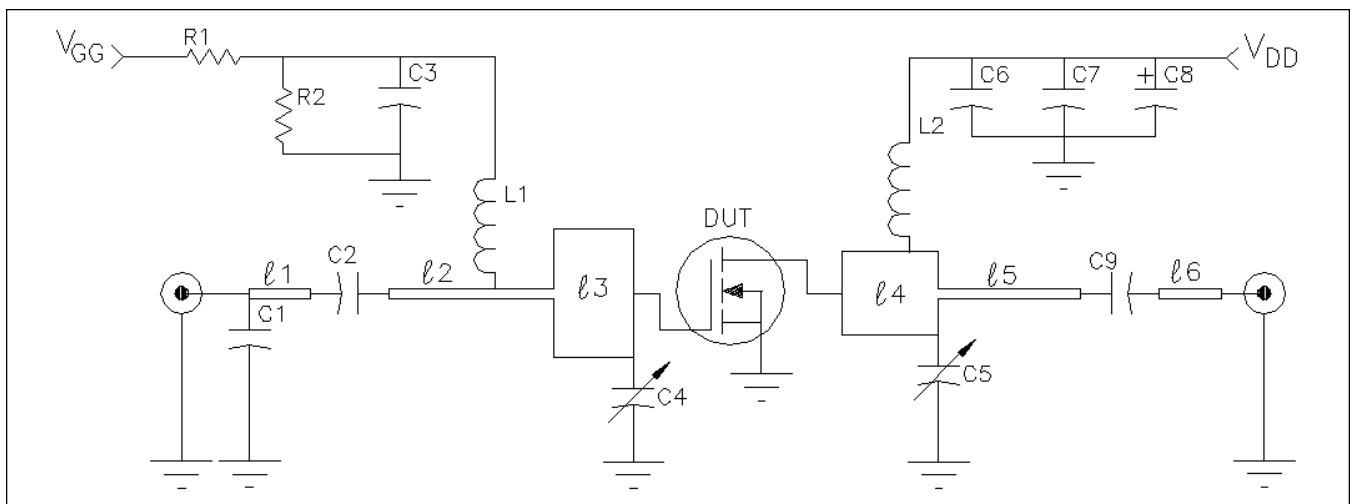 VGG
R1
R2
C3
L1
VDD
C6
C7
+
C8
L2
DUT
C2
ℓ1
ℓ2
ℓ3
ℓ4
ℓ5
C9
ℓ6
C1
C4
C5